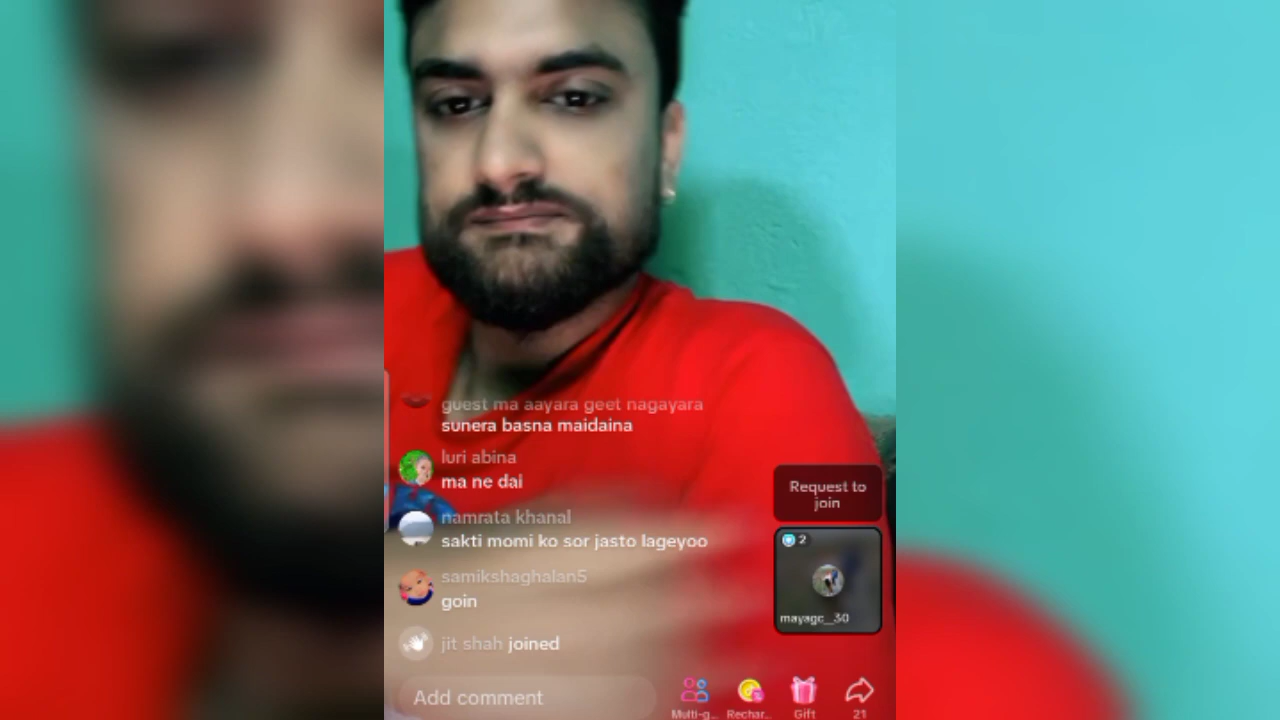 guest ma aayara geet nagayara
sunera basna maidaina
luri abina
ma ne dai
namrata khanal
sakti momi ko sor jasto lageyoo
samikshaghalan5
goin
jit shah joined
Request to
join
2
mayagc__30
Add comment
Multi-g...
Rechar...
Gift
21